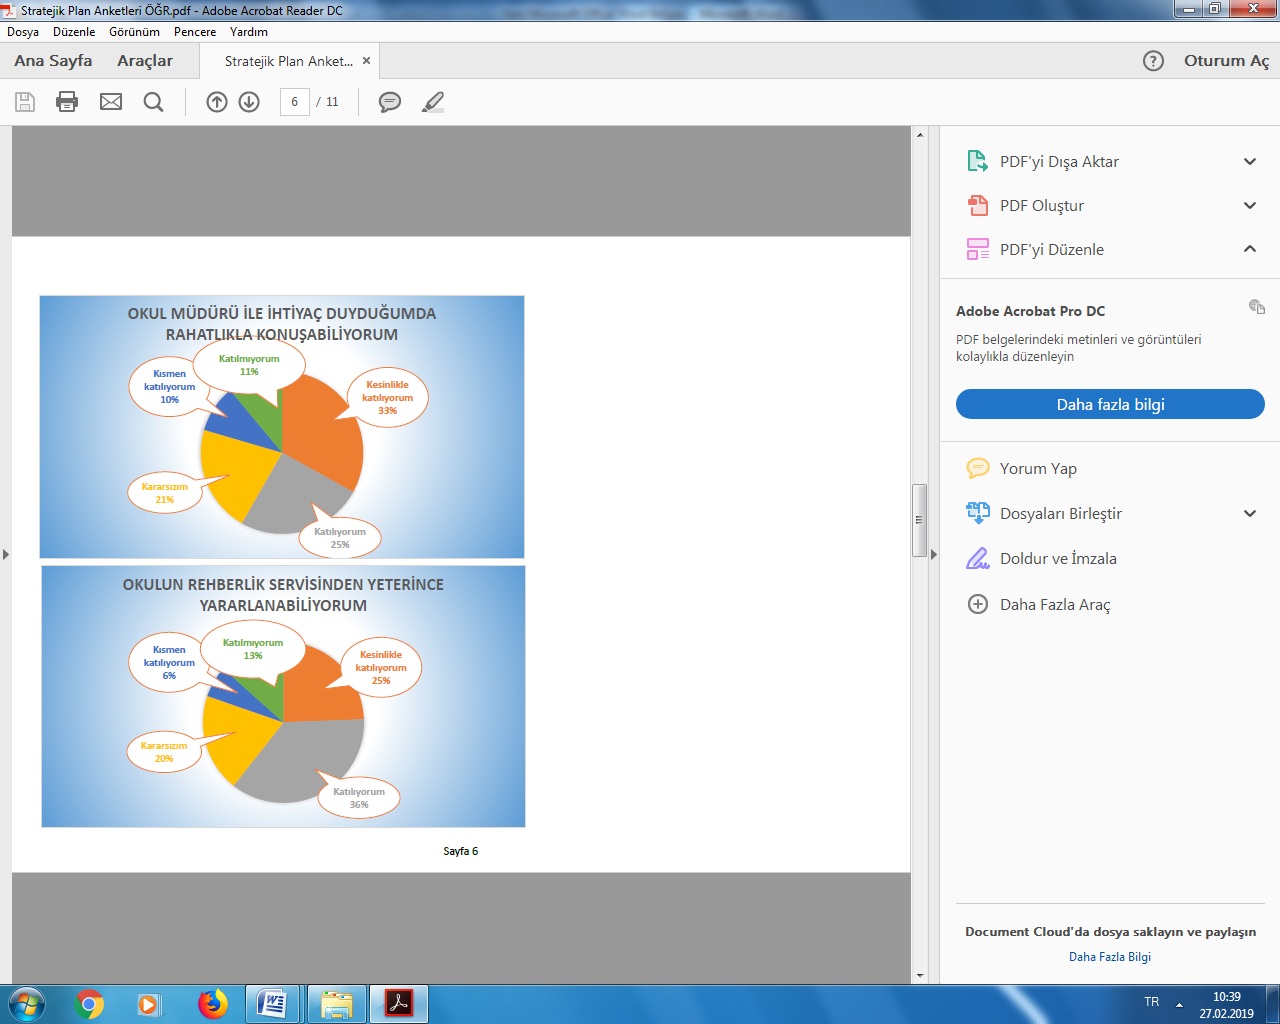 Stratejik Plan Anketleri ÖĞR.pdf - Adobe Acrobat Reader DC
Dosya Düzenle Görünüm Pencere Yardım
Ana Sayfa Araçlar Stratejik Plan Anket... × ? Oturum Aç
6 / 11
OKUL MÜDÜRÜ İLE İHTİYAÇ DUYDUĞUMDA
RAHATLIKLA KONUŞABİLİYORUM
Katılmıyorum
11%
Kısmen
katılıyorum
10%
Kesinlikle
katılıyorum
33%
Kararsızım
21%
Katılıyorum
25%
OKULUN REHBERLİK SERVİSİNDEN YETERİNCE
YARARLANABİLİYORUM
Katılmıyorum
13%
Kısmen
katılıyorum
6%
Kesinlikle
katılıyorum
25%
Kararsızım
20%
Katılıyorum
36%
Sayfa 6
PDF'yi Dışa Aktar
PDF Oluştur
PDF'yi Düzenle
Adobe Acrobat Pro DC
PDF belgelerindeki metinleri ve görüntüleri
kolaylıkla düzenleyin
Daha fazla bilgi
Yorum Yap
Dosyaları Birleştir
Doldur ve İmzala
Daha Fazla Araç
Document Cloud'da dosya saklayın ve paylaşın
Daha Fazla Bilgi
TR
10:39
27.02.2019